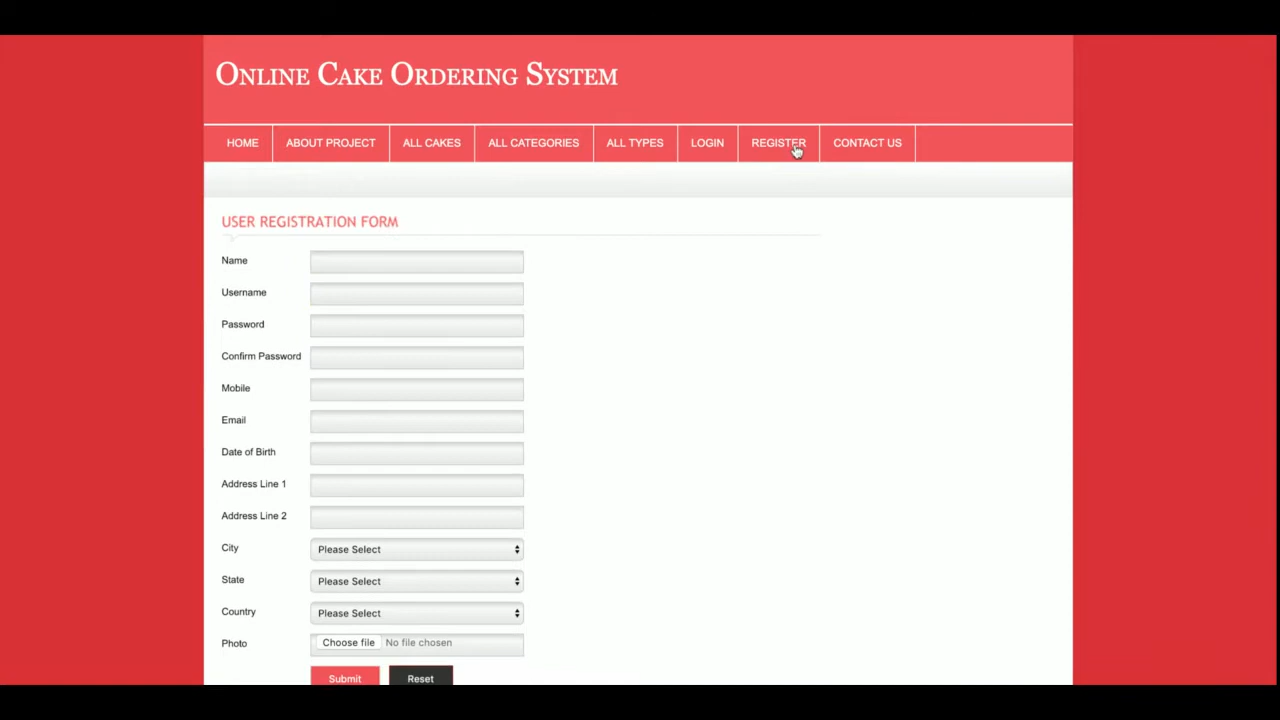 Online Cake Ordering System
HOME ABOUT PROJECT ALL CAKES ALL CATEGORIES ALL TYPES LOGIN REGISTER CONTACT US
USER REGISTRATION FORM
Name
Username
Password
Confirm Password
Mobile
Email
Date of Birth
Address Line 1
Address Line 2
City Please Select
State Please Select
Country Please Select
Photo Choose file No file chosen
Submit Reset